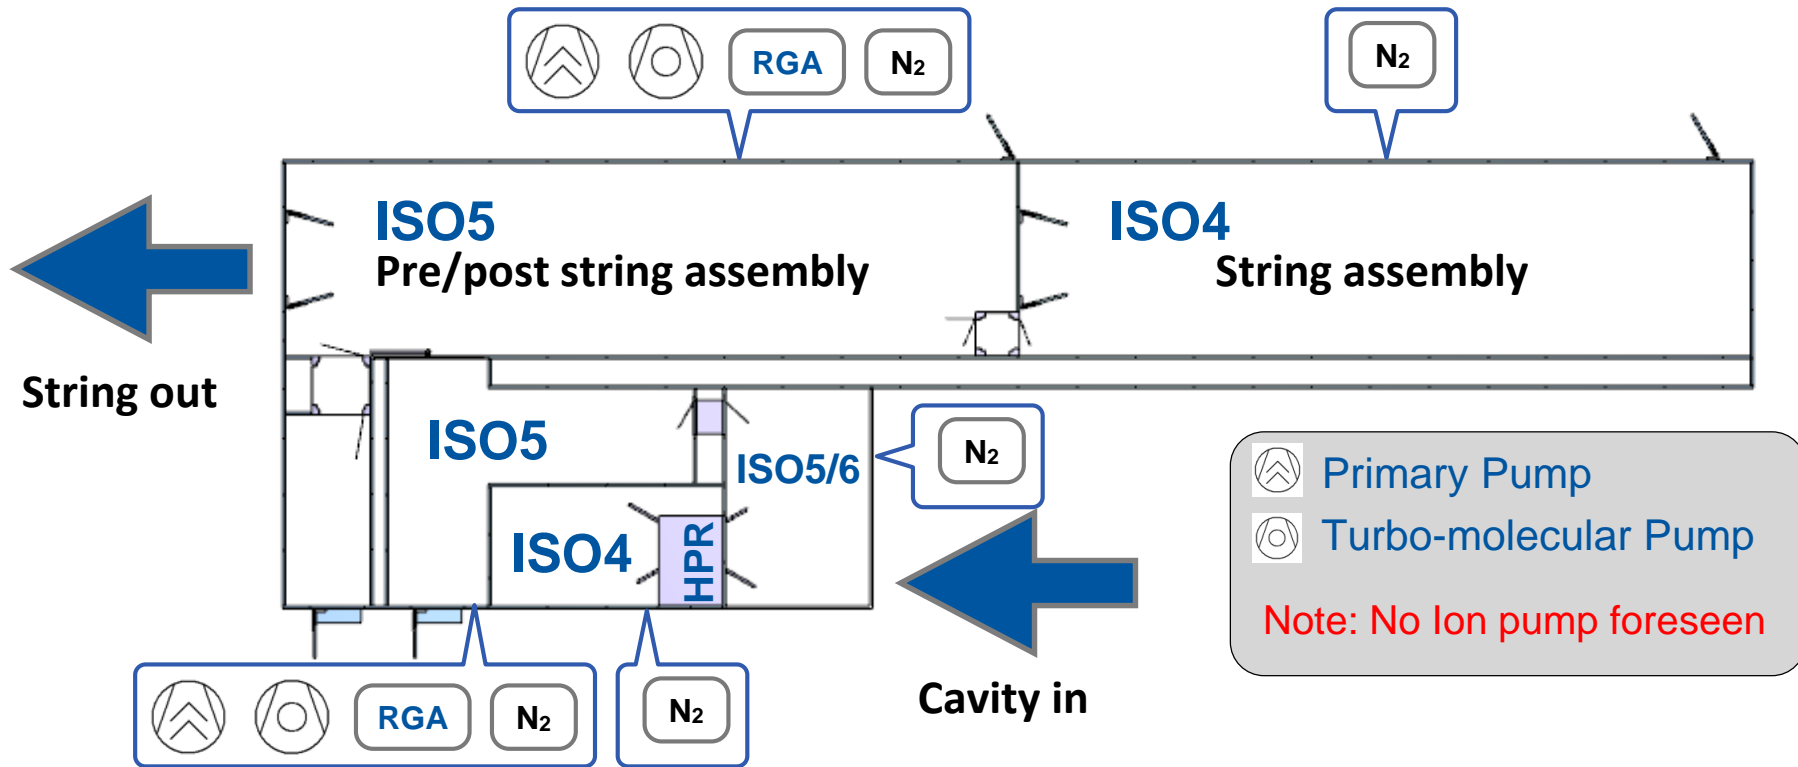 RGA
N₂
N₂
ISO5
Pre/post string assembly
ISO4
String assembly
String out
ISO5
ISO5/6
N₂
ISO4
HPR
Primary Pump
Turbo-molecular Pump
Note: No Ion pump foreseen
Cavity in
RGA
N₂
N₂